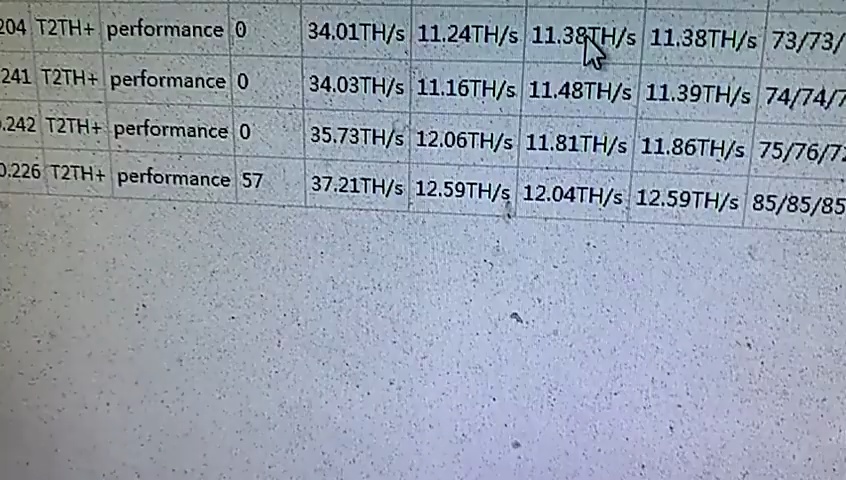 204 T2TH+ performance 0 34.01TH/s 11.24TH/s 11.38TH/s 11.38TH/s 73/73/
241 T2TH+ performance 0 34.03TH/s 11.16TH/s 11.48TH/s 11.39TH/s 74/74/7
.242 T2TH+ performance 0 35.73TH/s 12.06TH/s 11.81TH/s 11.86TH/s 75/76/7
0.226 T2TH+ performance 57 37.21TH/s 12.59TH/s 12.04TH/s 12.59TH/s 85/85/85